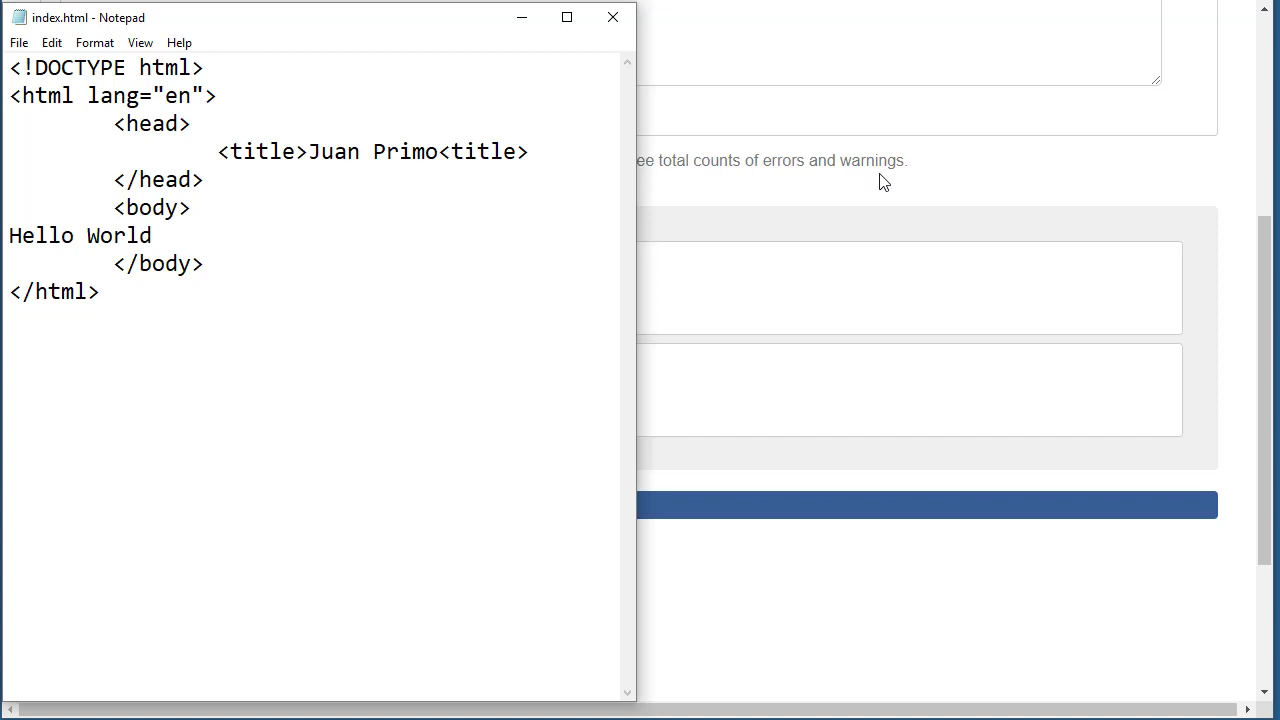 index.html - Notepad
File Edit Format View Help
<!DOCTYPE html>
<html lang="en">
<head>
<title>Juan Primo<title>
</head>
<body>
Hello World
</body>
</html>
ee total counts of errors and warnings.